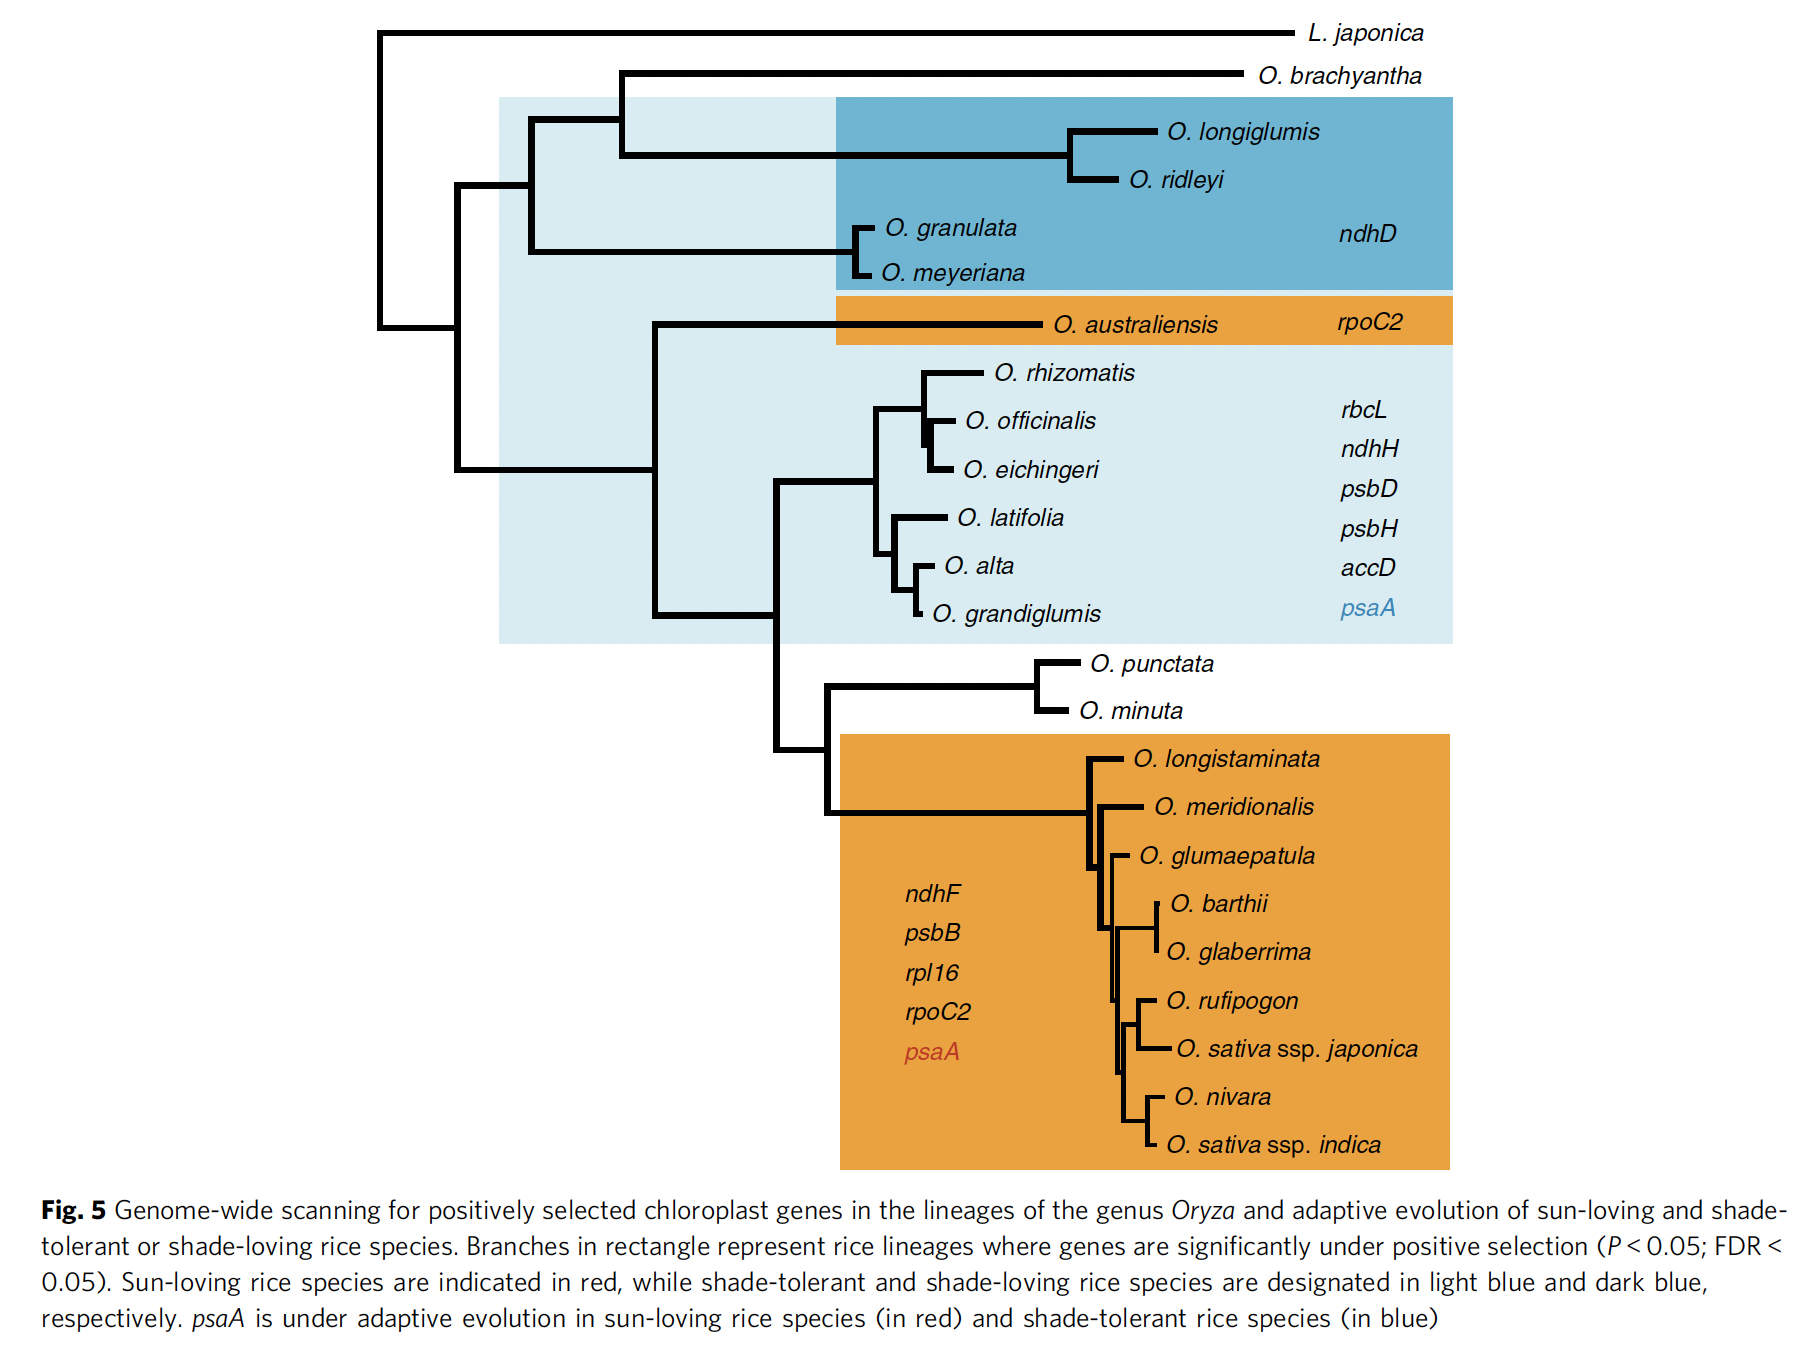 L. japonica
O. brachyantha
O. longiglumis
O. ridleyi
O. granulata
ndhD
O. meyeriana
O. australiensis
rpoC2
O. rhizomatis
O. officinalis
O. eichingeri
O. latifolia
O. alta
O. grandiglumis
rbcL
ndhH
psbD
psbH
accD
psaA
O. punctata
O. minuta
O. longistaminata
O. meridionalis
O. glumaepatula
O. barthii
O. glaberrima
O. rufipogon
O. sativa ssp. japonica
O. nivara
O. sativa ssp. indica
ndhF
psbB
rpl16
rpoC2
psaA
Fig. 5 Genome-wide scanning for positively selected chloroplast genes in the lineages of the genus Oryza and adaptive evolution of sun-loving and shade-
tolerant or shade-loving rice species. Branches in rectangle represent rice lineages where genes are significantly under positive selection (P < 0.05; FDR <
0.05). Sun-loving rice species are indicated in red, while shade-tolerant and shade-loving rice species are designated in light blue and dark blue,
respectively. psaA is under adaptive evolution in sun-loving rice species (in red) and shade-tolerant rice species (in blue)